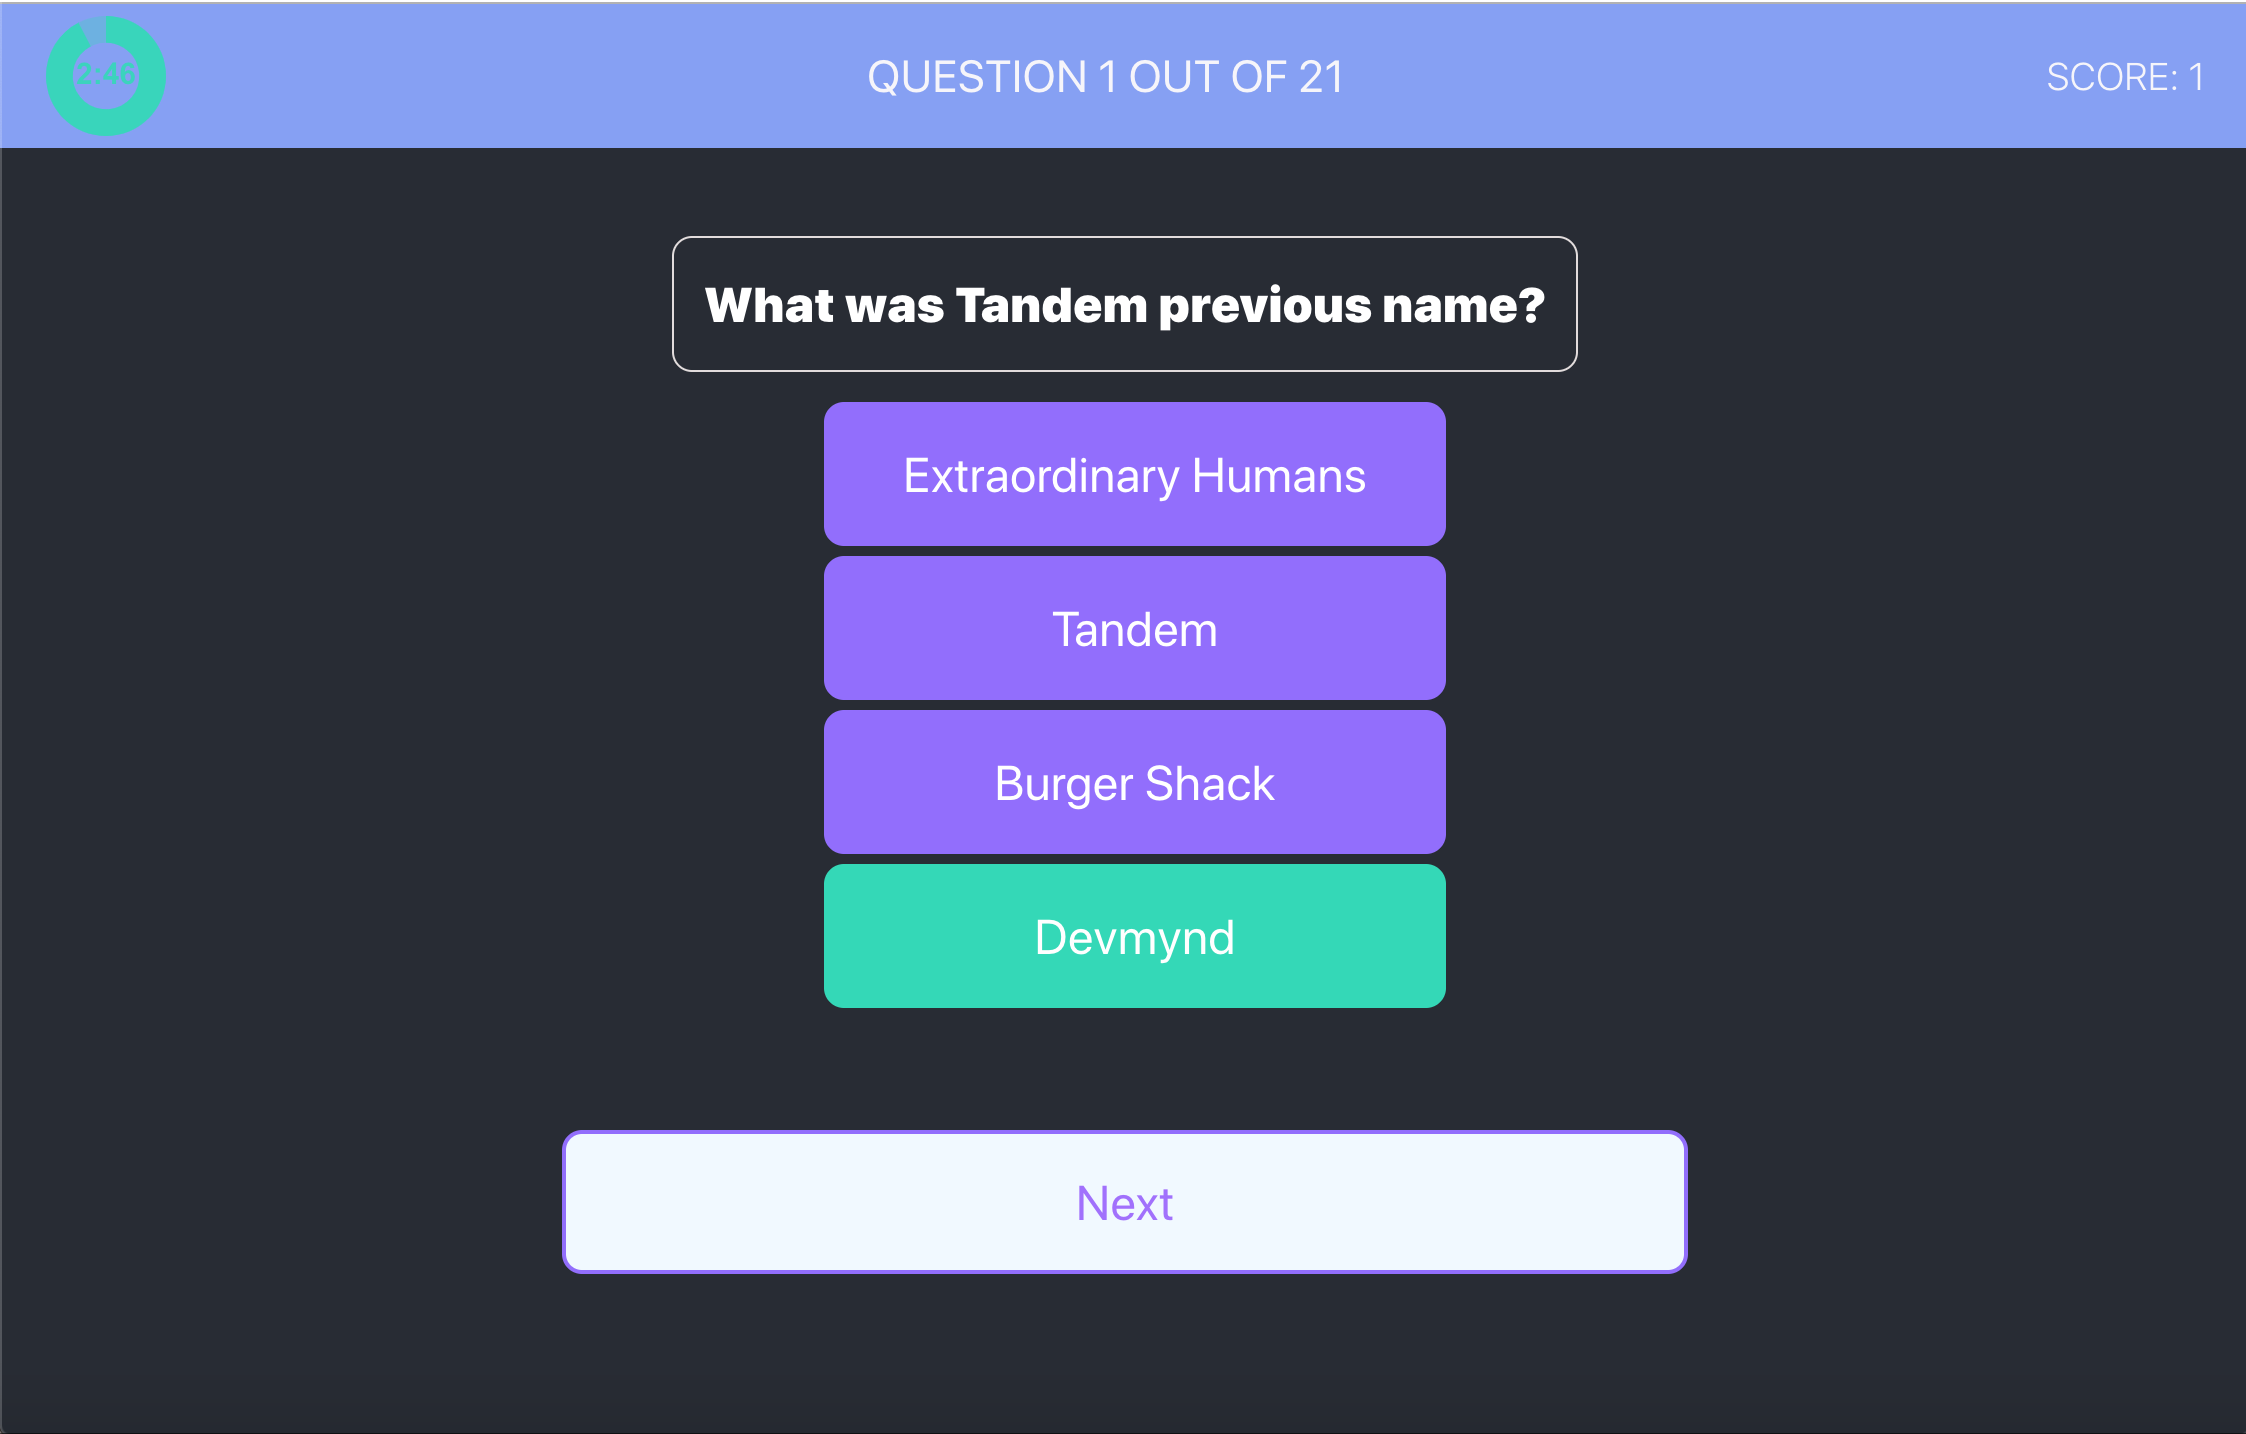 2:46
QUESTION 1 OUT OF 21
SCORE: 1
What was Tandem previous name?
Extraordinary Humans
Tandem
Burger Shack
Devmynd
Next